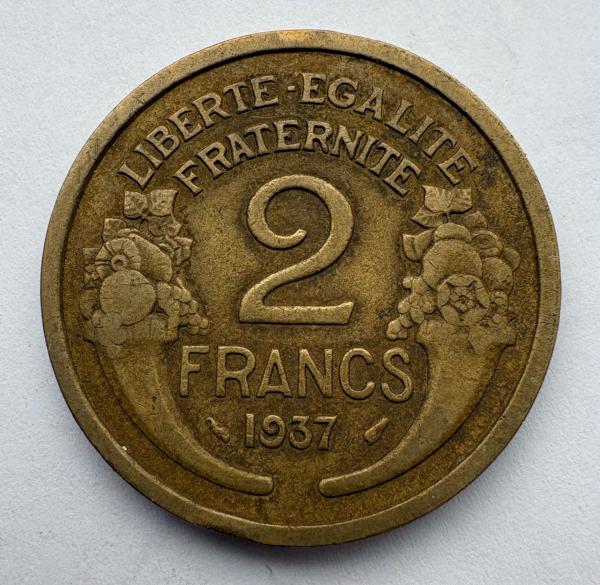 LIBERTE-EGALITE
FRATERNITE
2
FRANCS
1937